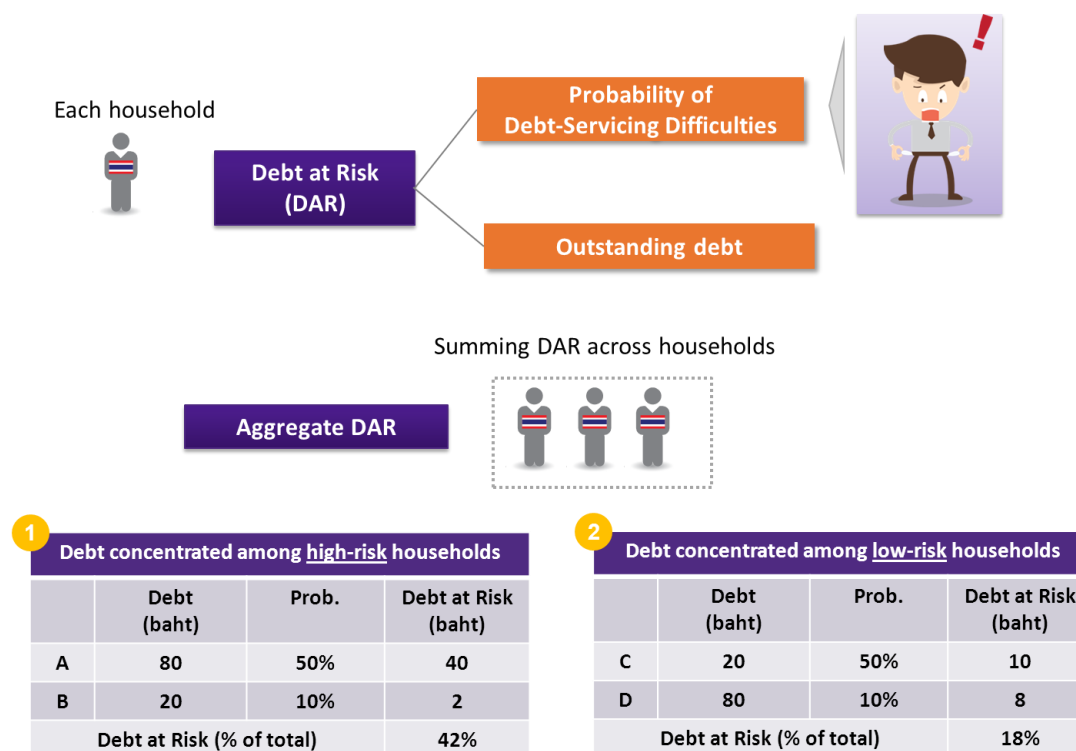 Each household
Debt at Risk
(DAR)
Probability of
Debt-Servicing Difficulties
!
Outstanding debt
Summing DAR across households
Aggregate DAR
1
Debt concentrated among high-risk households
Debt
(baht)
Prob.
Debt at Risk
(baht)
A 80 50% 40
B 20 10% 2
Debt at Risk (% of total) 42%
2
Debt concentrated among low-risk households
Debt
(baht)
Prob.
Debt at Risk
(baht)
C 20 50% 10
D 80 10% 8
Debt at Risk (% of total) 18%